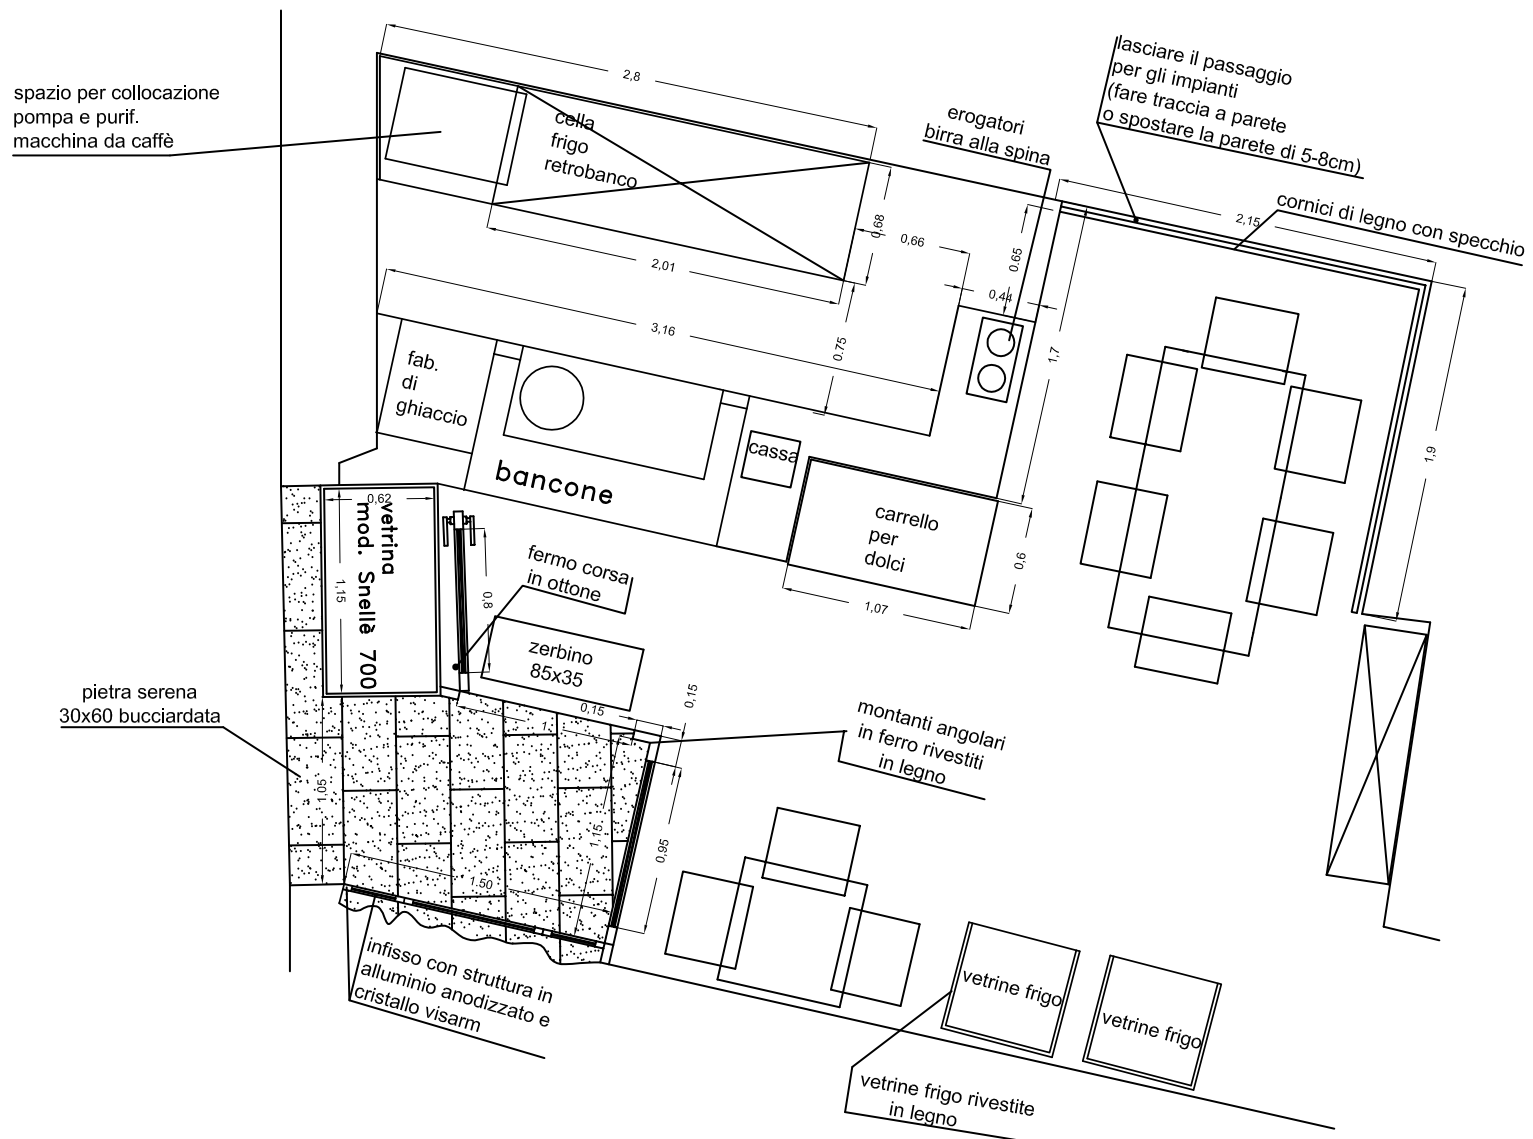 spazio per collocazione
pompa e purif.
macchina da caffè
2,8
cella
frigo
retrobanco
erogatori
birra alla spina
lasciare il passaggio
per gli impianti
(fare traccia a parete
o spostare la parete di 5-8cm)
cornici di legno con specchio
2,15
0,68
0,66
0.65
0,44
2,01
3,16
0.75
1,7
1,9
fab.
di
ghiaccio
bancone
cassa
carrello
per
dolci
0,6
1,07
0,62
1,15
vetrina
mod. Snellè 700
0,8
fermo corsa
in ottone
zerbino
85x35
pietra serena
30x60 bucciardata
1,05
1
0,15
0,15
1,15
0,95
1.50
montanti angolari
in ferro rivestiti
in legno
infisso con struttura in
alluminio anodizzato e
cristallo visarm
vetrine frigo
vetrine frigo
vetrine frigo rivestite
in legno